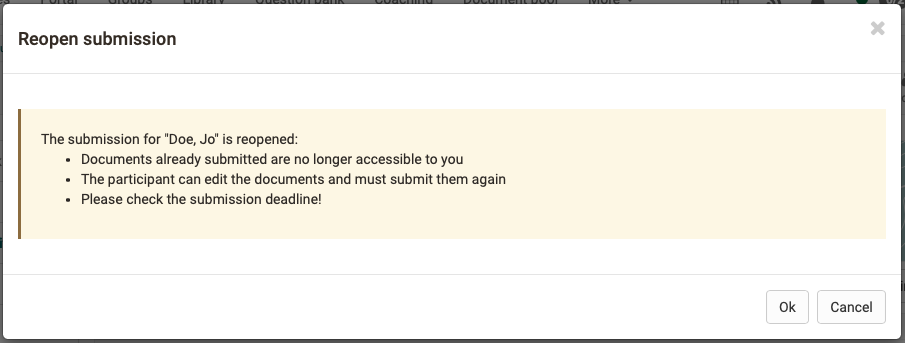 Portal Groups Library Question bank Coaching Document pool More
Reopen submission
The submission for "Doe, Jo" is reopened:
• Documents already submitted are no longer accessible to you
• The participant can edit the documents and must submit them again
• Please check the submission deadline!
Ok Cancel